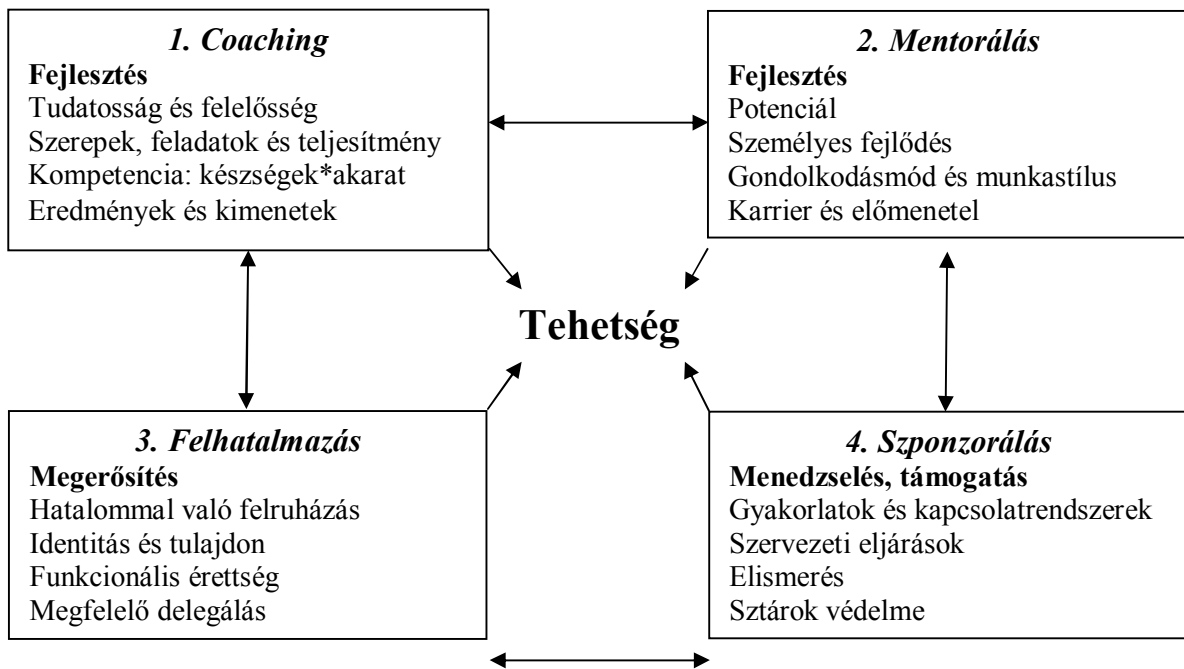 1. Coaching
Fejlesztés
Tudatosság és felelősség
Szerepek, feladatok és teljesítmény
Kompetencia: készségek*akarat
Eredmények és kimenetek
2. Mentorálás
Fejlesztés
Potenciál
Személyes fejlődés
Gondolkodásmód és munkastílus
Karrier és előmenetel
Tehetség
3. Felhatalmazás
Megerősítés
Hatalommal való felruházás
Identitás és tulajdon
Funkcionális érettség
Megfelelő delegálás
4. Szponzorálás
Menedzselés, támogatás
Gyakorlatok és kapcsolatrendszerek
Szervezeti eljárások
Elismerés
Sztárok védelme